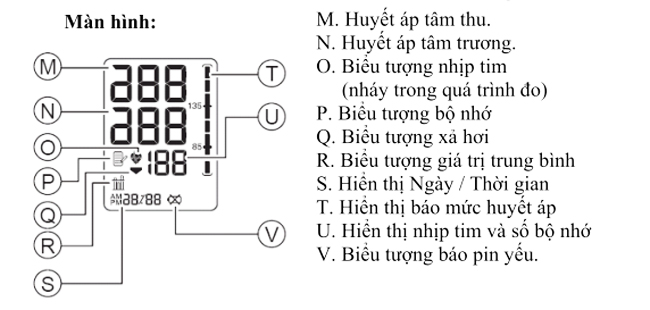 Màn hình:
M. Huyết áp tâm thu.
N. Huyết áp tâm trương.
O. Biểu tượng nhịp tim
(nháy trong quá trình đo)
P. Biểu tượng bộ nhớ
Q. Biểu tượng xả hơi
R. Biểu tượng giá trị trung bình
S. Hiển thị Ngày / Thời gian
T. Hiển thị báo mức huyết áp
U. Hiển thị nhịp tim và số bộ nhớ
V. Biểu tượng báo pin yếu.
M
N
O
P
Q
R
S
T
U
V
288
288
135
85
188
AM
PM
28/88